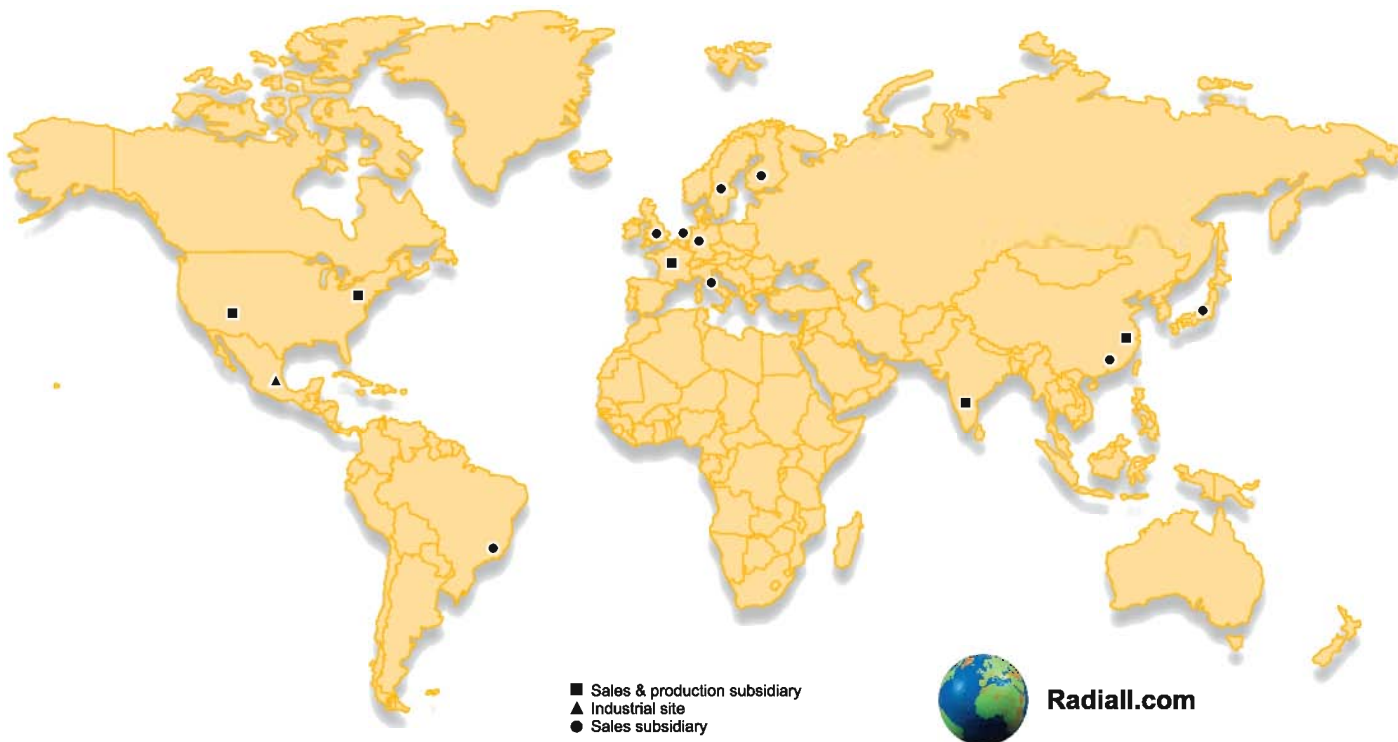 Sales & production subsidiary
Industrial site
Sales subsidiary
Radiall.com